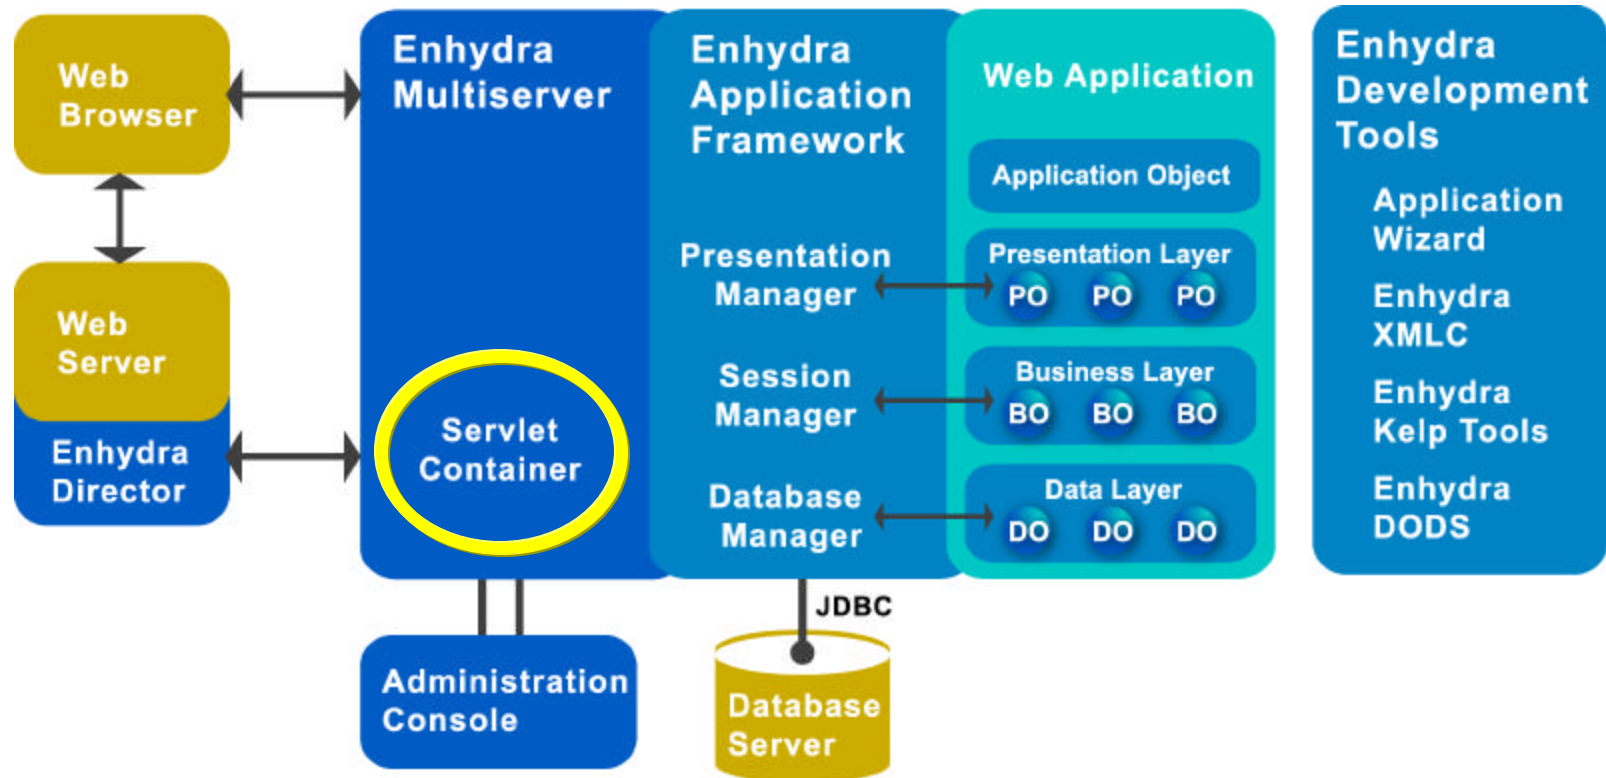 Web
Browser
Web
Server
Enhydra
Director
Enhydra
Multiserver
Servlet
Container
Administration
Console
Enhydra
Application
Framework
Presentation
Manager
Session
Manager
Database
Manager
JDBC
Database
Server
Web Application
Application Object
Presentation Layer
PO PO PO
Business Layer
BO BO BO
Data Layer
DO DO DO
Enhydra
Development
Tools
Application
Wizard
Enhydra
XMLC
Enhydra
Kelp Tools
Enhydra
DODS